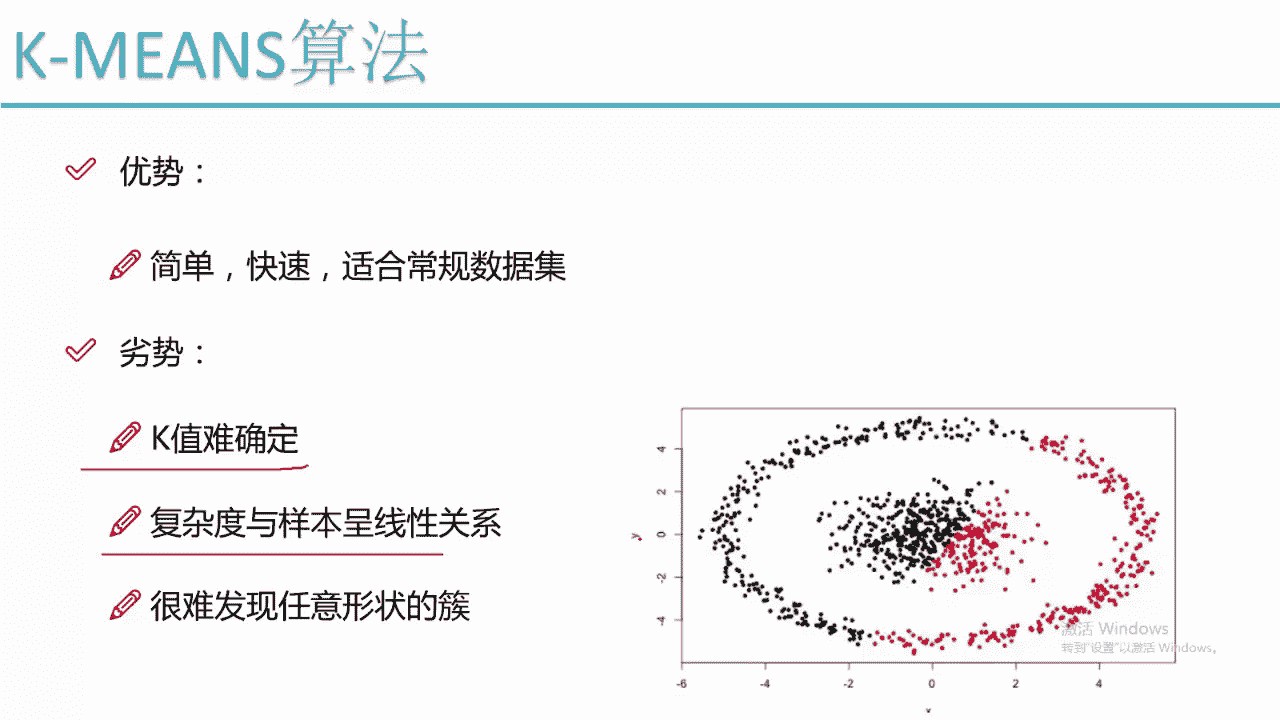 K-MEANS算法
优势：
简单，快速，适合常规数据集
劣势：
K值难确定
复杂度与样本呈线性关系
很难发现任意形状的簇
4
2
0
-2
-4
y
-6 -4 -2 0 2 4
x
激活 Windows
转到"设置"以激活 Windows。